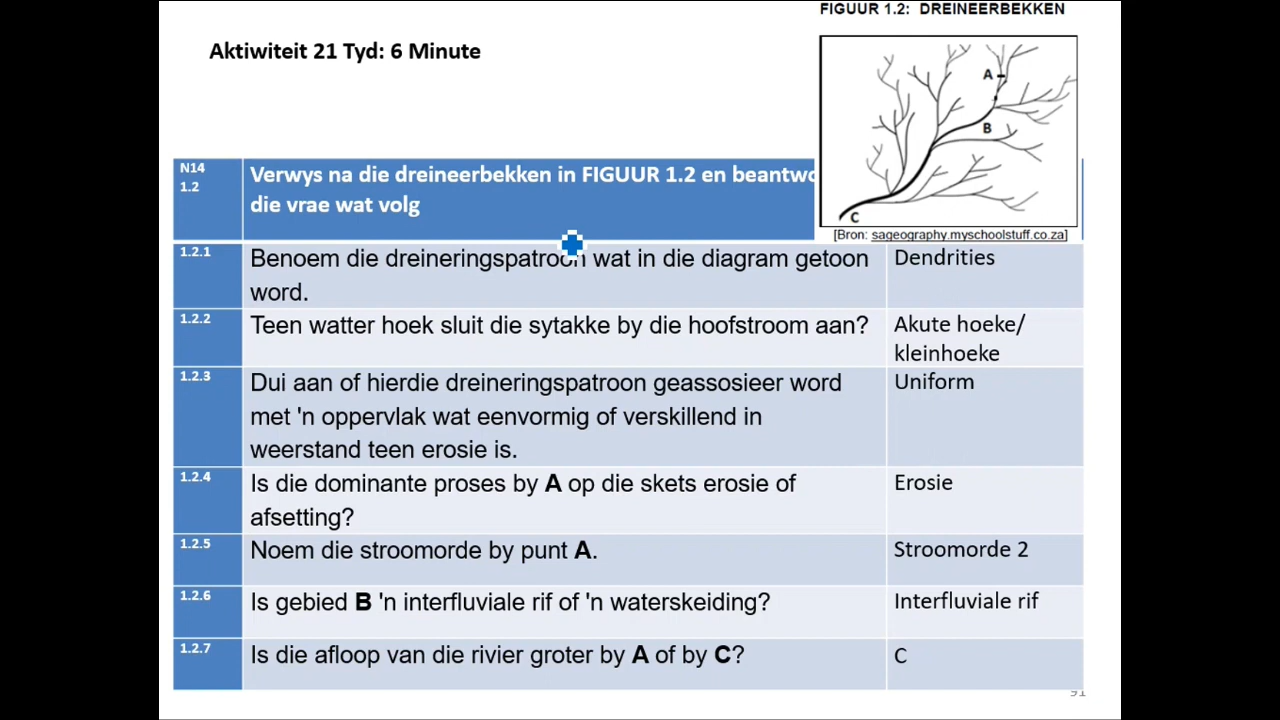 FIGUUR 1.2: DREINEERBEKKEN
Aktiwiteit 21 Tyd: 6 Minute
A
B
C
[Bron: sageography.myschoolstuff.co.za]
N14
1.2
Verwys na die dreineerbekken in FIGUUR 1.2 en
die vrae wat volg
1.2.1
Benoem die dreineringspatroon wat in die diagram getoon
word.
Dendrities
1.2.2
Teen watter hoek sluit die sytakke by die hoofstroom aan?
Akute hoeke/
kleinhoeke
1.2.3
Dui aan of hierdie dreineringspatroon geassosieer word
met 'n oppervlak wat eenvormig of verskillend in
weerstand teen erosie is.
Uniform
1.2.4
Is die dominante proses by A op die skets erosie of
afsetting?
Erosie
1.2.5
Noem die stroomorde by punt A.
Stroomorde 2
1.2.6
Is gebied B 'n interfluviale rif of 'n waterskeiding?
Interfluviale rif
1.2.7
Is die afloop van die rivier groter by A of by C?
C